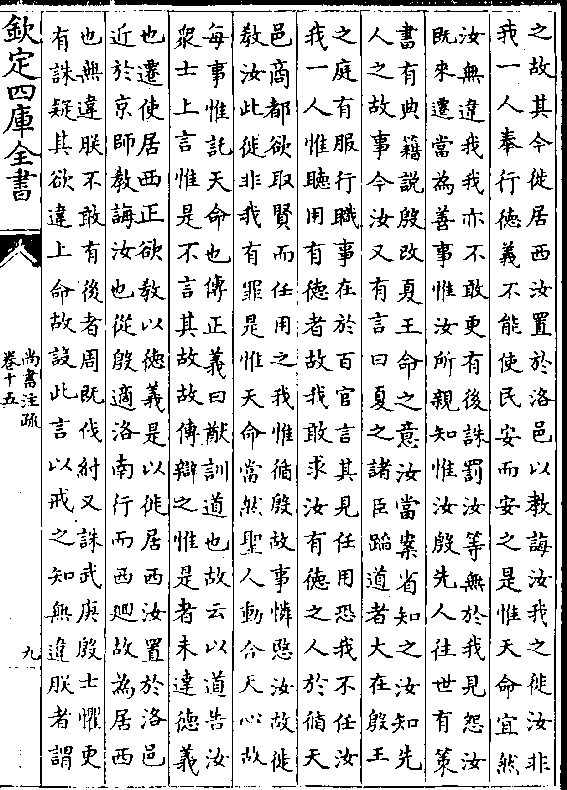 之故其今徙居西汝置於洛邑以教誨汝我之徙汝非
我一人奉行德義不能使民安而安之是惟天命宜然
汝無違我我亦不敢更有後誅罰汝等無於我見怨汝
既來遷當為善事惟汝所親知惟汝殷先人往世有策
書有典籍說殷改夏王命之意汝當案省知之汝知先
人之故事今汝又有言曰夏之諸臣蹈道者大在殷王
之庭有服行職事在於百官言其見任用恐我不任汝
我一人惟聽用有德者故我敢求汝有德之人於循天
邑商都欲取賢而任用之我惟循殷故事憐愍汝故徙
教汝此徙非我有罪是惟天命當然聖人動合天心故
每事惟託天命也傳正義曰猷訓道也故云以道告汝
衆士上言惟是不言其故故傳辯之惟是者未達德義
也遷使居西正欲教以德義是以徙居西汝置於洛邑
近於京師教誨汝也從殷適洛南行而西迴故為居西
也無違朕不敢有後者周既伐紂又誅武庚殷士懼更
有誅疑其欲違上命故設此言以戒之知無違朕者謂
欽定四庫全書
尚書注疏
卷十五
九